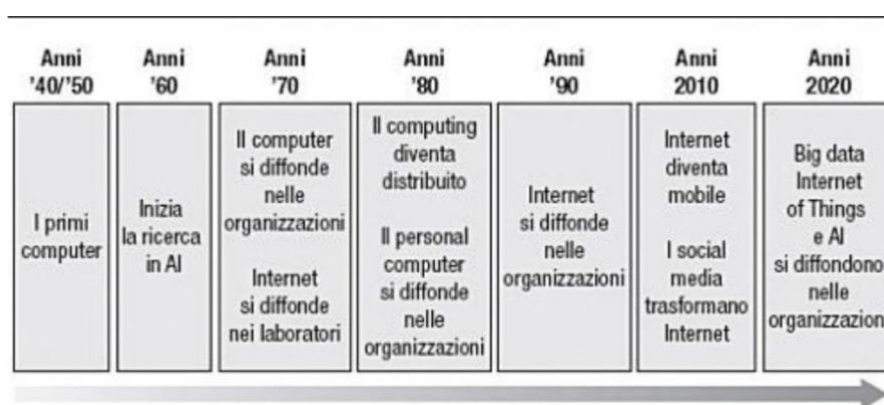 Anni
'40/'50
Anni
'60
Anni
'70
Anni
'80
Anni
'90
Anni
2010
Anni
2020
I primi
computer
Inizia
la ricerca
in AI
Il computer
si diffonde
nelle
organizzazioni
Internet
si diffonde
nei laboratori
Il computing
diventa
distribuito
Il personal
computer
si diffonde
nelle
organizzazioni
Internet
si diffonde
nelle
organizzazioni
Internet
diventa
mobile
I social
media
trasformano
Internet
Big data
Internet
of Things
e AI
si diffondono
nelle
organizzazion